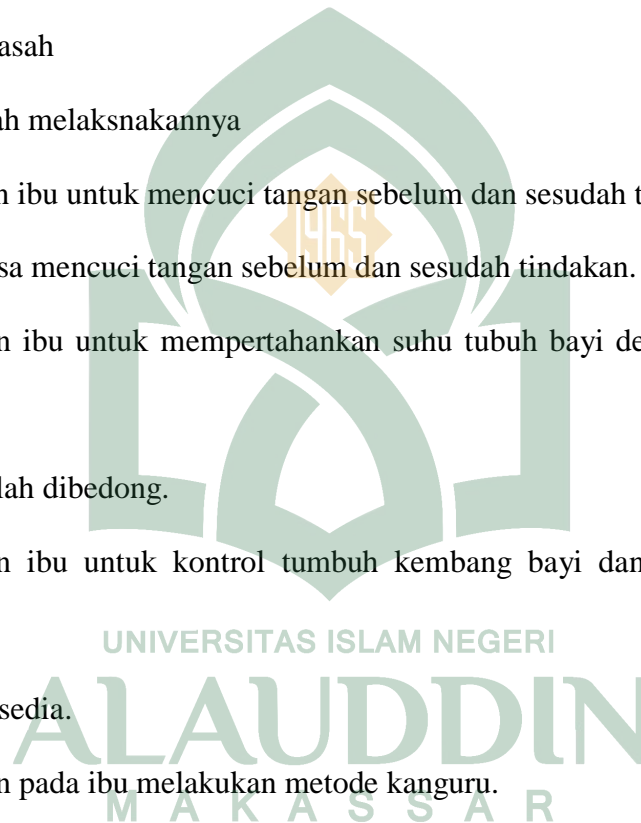 asah
ah melaksnakannya
n ibu untuk mencuci tangan sebelum dan sesudah t
1965
sa mencuci tangan sebelum dan sesudah tindakan.
n ibu untuk mempertahankan suhu tubuh bayi de
lah dibedong.
n ibu untuk kontrol tumbuh kembang bayi dan
UNIVERSITAS ISLAM NEGERI
sedia.
ALAUDDIN
n pada ibu melakukan metode kanguru.
MAKASSAR